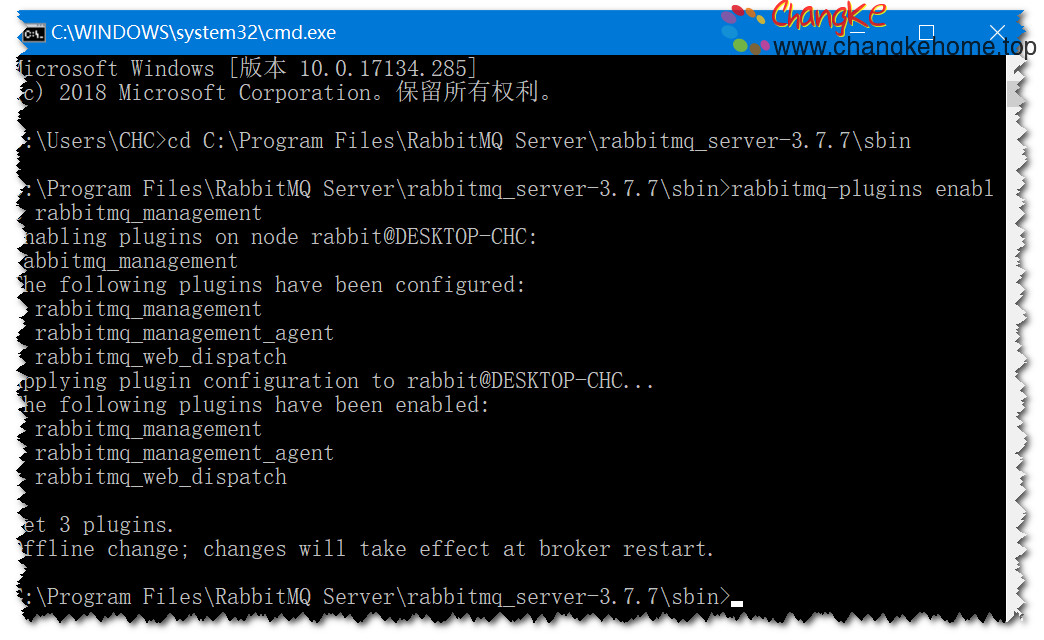 C:\WINDOWS\system32\cmd.exe
ChangKe
www.changkehome.top
icrosoft Windows [版本 10.0.17134.285]
c) 2018 Microsoft Corporation。保留所有权利。
:\Users\CHC>cd C:\Program Files\RabbitMQ Server\rabbitmq_server-3.7.7\sbin
:\Program Files\RabbitMQ Server\rabbitmq_server-3.7.7\sbin>rabbitmq-plugins enabl
rabbitmq_management
nabling plugins on node rabbit@DESKTOP-CHC:
abbitmq_management
he following plugins have been configured:
rabbitmq_management
rabbitmq_management_agent
rabbitmq_web_dispatch
pplying plugin configuration to rabbit@DESKTOP-CHC...
he following plugins have been enabled:
rabbitmq_management
rabbitmq_management_agent
rabbitmq_web_dispatch
et 3 plugins.
ffline change; changes will take effect at broker restart.
:\Program Files\RabbitMQ Server\rabbitmq_server-3.7.7\sbin>